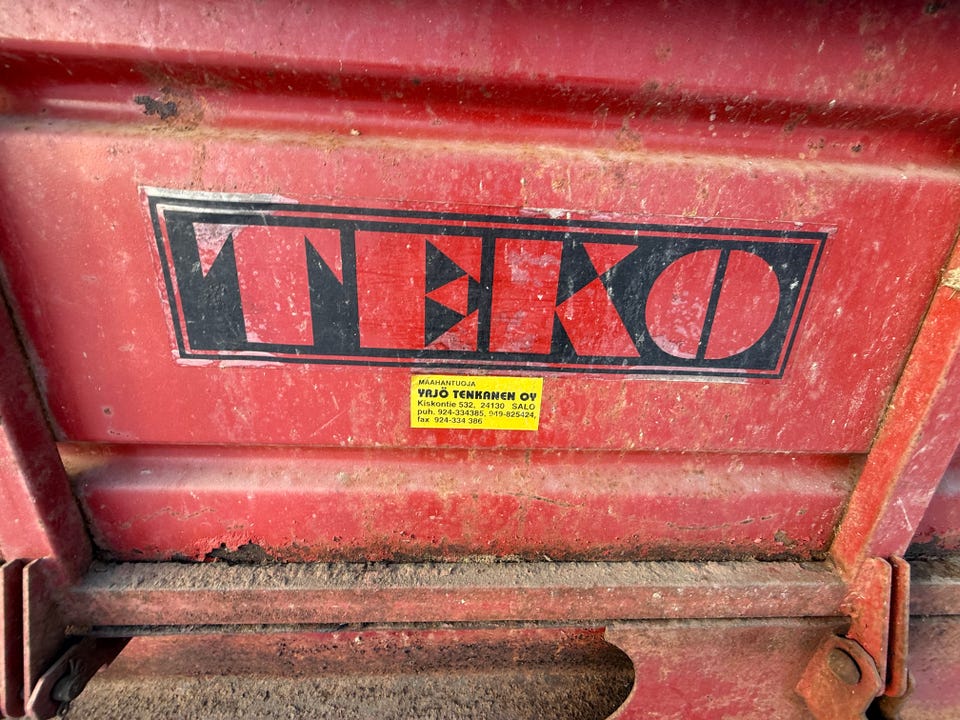 TEKO
MAAHANTUOJA
YRJÖ TENKANEN OY
Kiskontie 532, 24130 SALO
puh. 924-334385, 949-825424,
fax 924-334 386